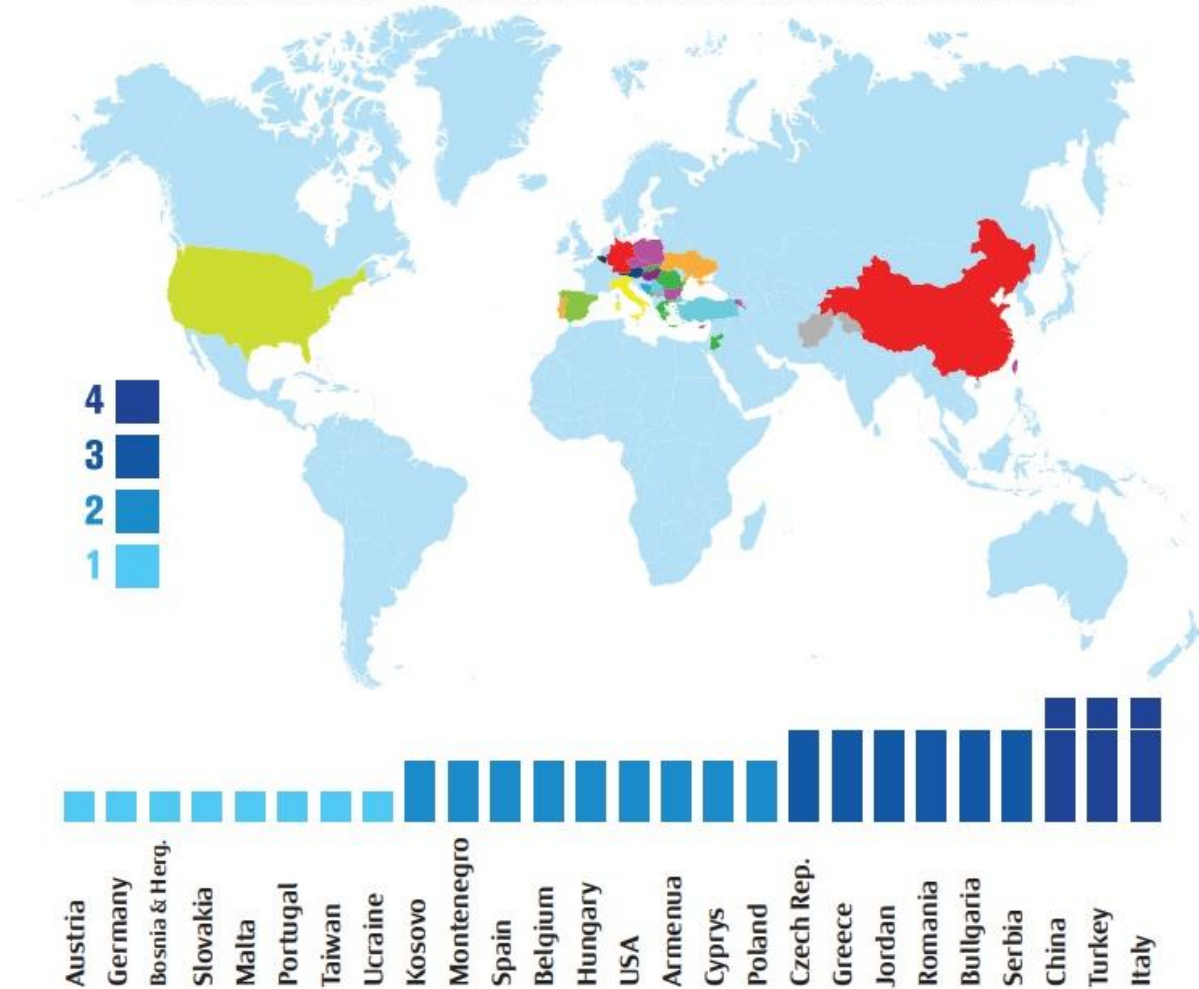 4
3
2
1
Austria
Germany
Bosnia & Herg.
Slovakia
Malta
Portugal
Taiwan
Ucraine
Kosovo
Montenegro
Spain
Belgium
Hungary
USA
Armenua
Cyprys
Poland
Czech Rep.
Greece
Jordan
Romania
Bullgaria
Serbia
China
Turkey
Italy